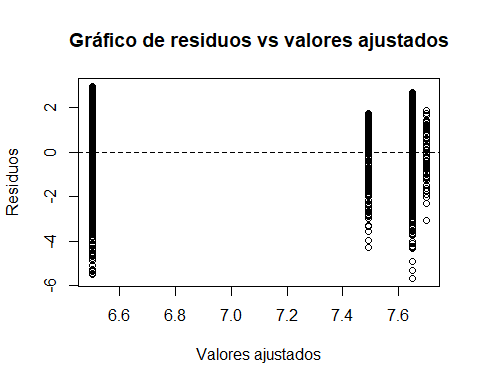 Gráfico de residuos vs valores ajustados
Residuos
2
0
-2
-4
-6
6.6 6.8 7.0 7.2 7.4 7.6
Valores ajustados